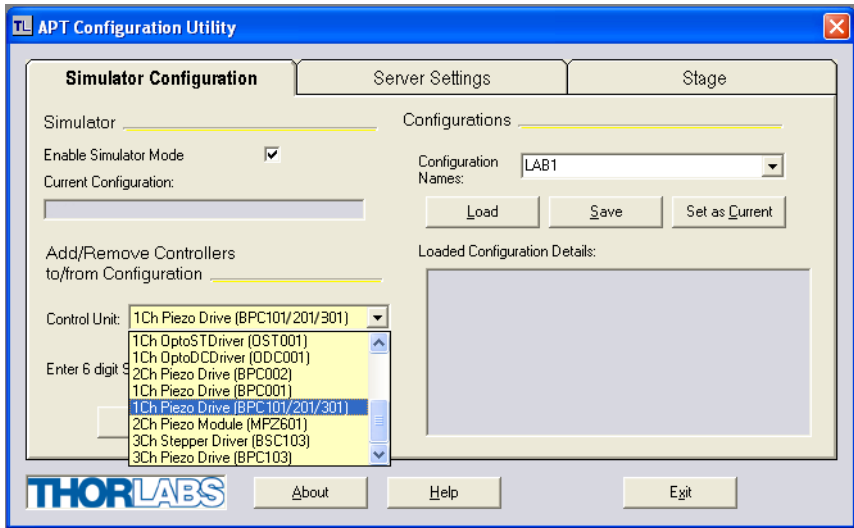 APT Configuration Utility
Simulator Configuration
Server Settings
Stage
Simulator
Enable Simulator Mode
Current Configuration:
Add/Remove Controllers
to/from Configuration
Control Unit:
1Ch Piezo Drive (BPC101/201/301)
1Ch OptoSTDriver (OST001)
1Ch OptoDCDriver (ODC001)
2Ch Piezo Drive (BPC002)
1Ch Piezo Drive (BPC001)
1Ch Piezo Drive (BPC101/201/301)
2Ch Piezo Module (MPZ601)
3Ch Stepper Driver (BSC103)
3Ch Piezo Drive (BPC103)
Enter 6 digit S
Configurations
Configuration
Names:
LAB1
Load
Save
Set as Current
Loaded Configuration Details:
THORLABS
About
Help
Exit